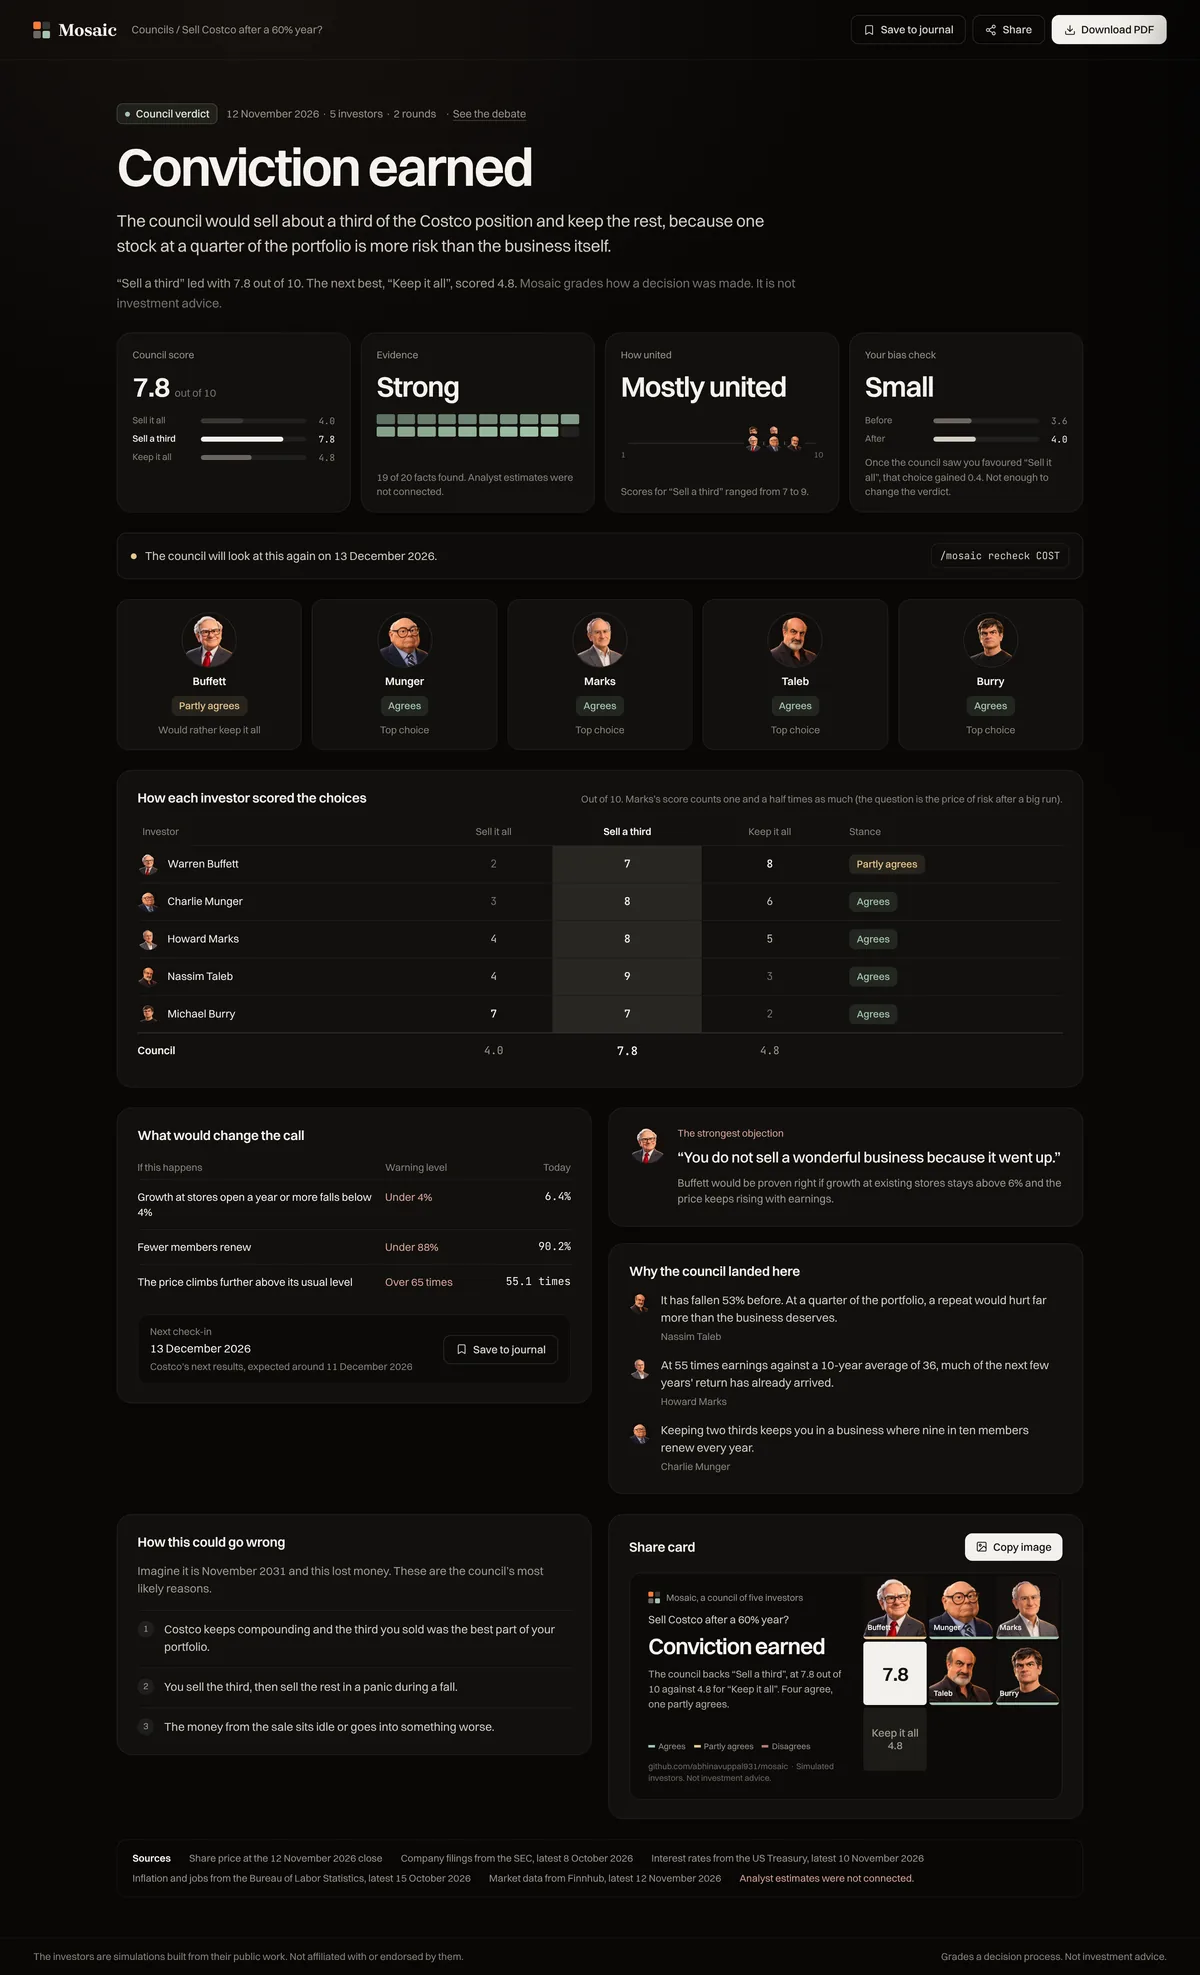 Mosaic
Councils / Sell Costco after a 60% year?
Save to journal
Share
Download PDF
Council verdict
12 November 2026 · 5 investors · 2 rounds · See the debate
Conviction earned
The council would sell about a third of the Costco position and keep the rest, because one
stock at a quarter of the portfolio is more risk than the business itself.
“Sell a third” led with 7.8 out of 10. The next best, “Keep it all”, scored 4.8. Mosaic grades how a decision was made. It is not
investment advice.
Council score
7.8 out of 10
Sell it all 4.0
Sell a third 7.8
Keep it all 4.8
Evidence
Strong
19 of 20 facts found. Analyst estimates were
not connected.
How united
Mostly united
1 10
Scores for “Sell a third” ranged from 7 to 9.
Your bias check
Small
Before 3.6
After 4.0
Once the council saw you favoured “Sell it
all”, that choice gained 0.4. Not enough to
change the verdict.
The council will look at this again on 13 December 2026.
/mosaic recheck COST
Buffett
Partly agrees
Would rather keep it all
Munger
Agrees
Top choice
Marks
Agrees
Top choice
Taleb
Agrees
Top choice
Burry
Agrees
Top choice
How each investor scored the choices
Out of 10. Marks's score counts one and a half times as much (the question is the price of risk after a big run).
Investor Sell it all Sell a third Keep it all Stance
Warren Buffett 2 7 8 Partly agrees
Charlie Munger 3 8 6 Agrees
Howard Marks 4 8 5 Agrees
Nassim Taleb 4 9 3 Agrees
Michael Burry 7 7 2 Agrees
Council 4.0 7.8 4.8
What would change the call
If this happens Warning level Today
Growth at stores open a year or more falls below
4% Under 4% 6.4%
Fewer members renew Under 88% 90.2%
The price climbs further above its usual level Over 65 times 55.1 times
Next check-in
13 December 2026
Costco's next results, expected around 11 December 2026
Save to journal
The strongest objection
“You do not sell a wonderful business because it went up.”
Buffett would be proven right if growth at existing stores stays above 6% and the
price keeps rising with earnings.
Why the council landed here
It has fallen 53% before. At a quarter of the portfolio, a repeat would hurt far
more than the business deserves.
Nassim Taleb
At 55 times earnings against a 10-year average of 36, much of the next few
years' return has already arrived.
Howard Marks
Keeping two thirds keeps you in a business where nine in ten members
renew every year.
Charlie Munger
How this could go wrong
Imagine it is November 2031 and this lost money. These are the council's most
likely reasons.
1 Costco keeps compounding and the third you sold was the best part of your
portfolio.
2 You sell the third, then sell the rest in a panic during a fall.
3 The money from the sale sits idle or goes into something worse.
Share card
Copy image
Mosaic, a council of five investors
Sell Costco after a 60% year?
Conviction earned
The council backs “Sell a third”, at 7.8 out of
10 against 4.8 for “Keep it all”. Four agree,
one partly agrees.
Agrees Partly agrees Disagrees
github.com/abhinavuppal931/mosaic · Simulated
investors. Not investment advice.
Buffett Munger Marks
7.8
Taleb Burry
Keep it all
4.8
Sources Share price at the 12 November 2026 close Company filings from the SEC, latest 8 October 2026 Interest rates from the US Treasury, latest 10 November 2026
Inflation and jobs from the Bureau of Labor Statistics, latest 15 October 2026 Market data from Finnhub, latest 12 November 2026 Analyst estimates were not connected.
The investors are simulations built from their public work. Not affiliated with or endorsed by them.
Grades a decision process. Not investment advice.